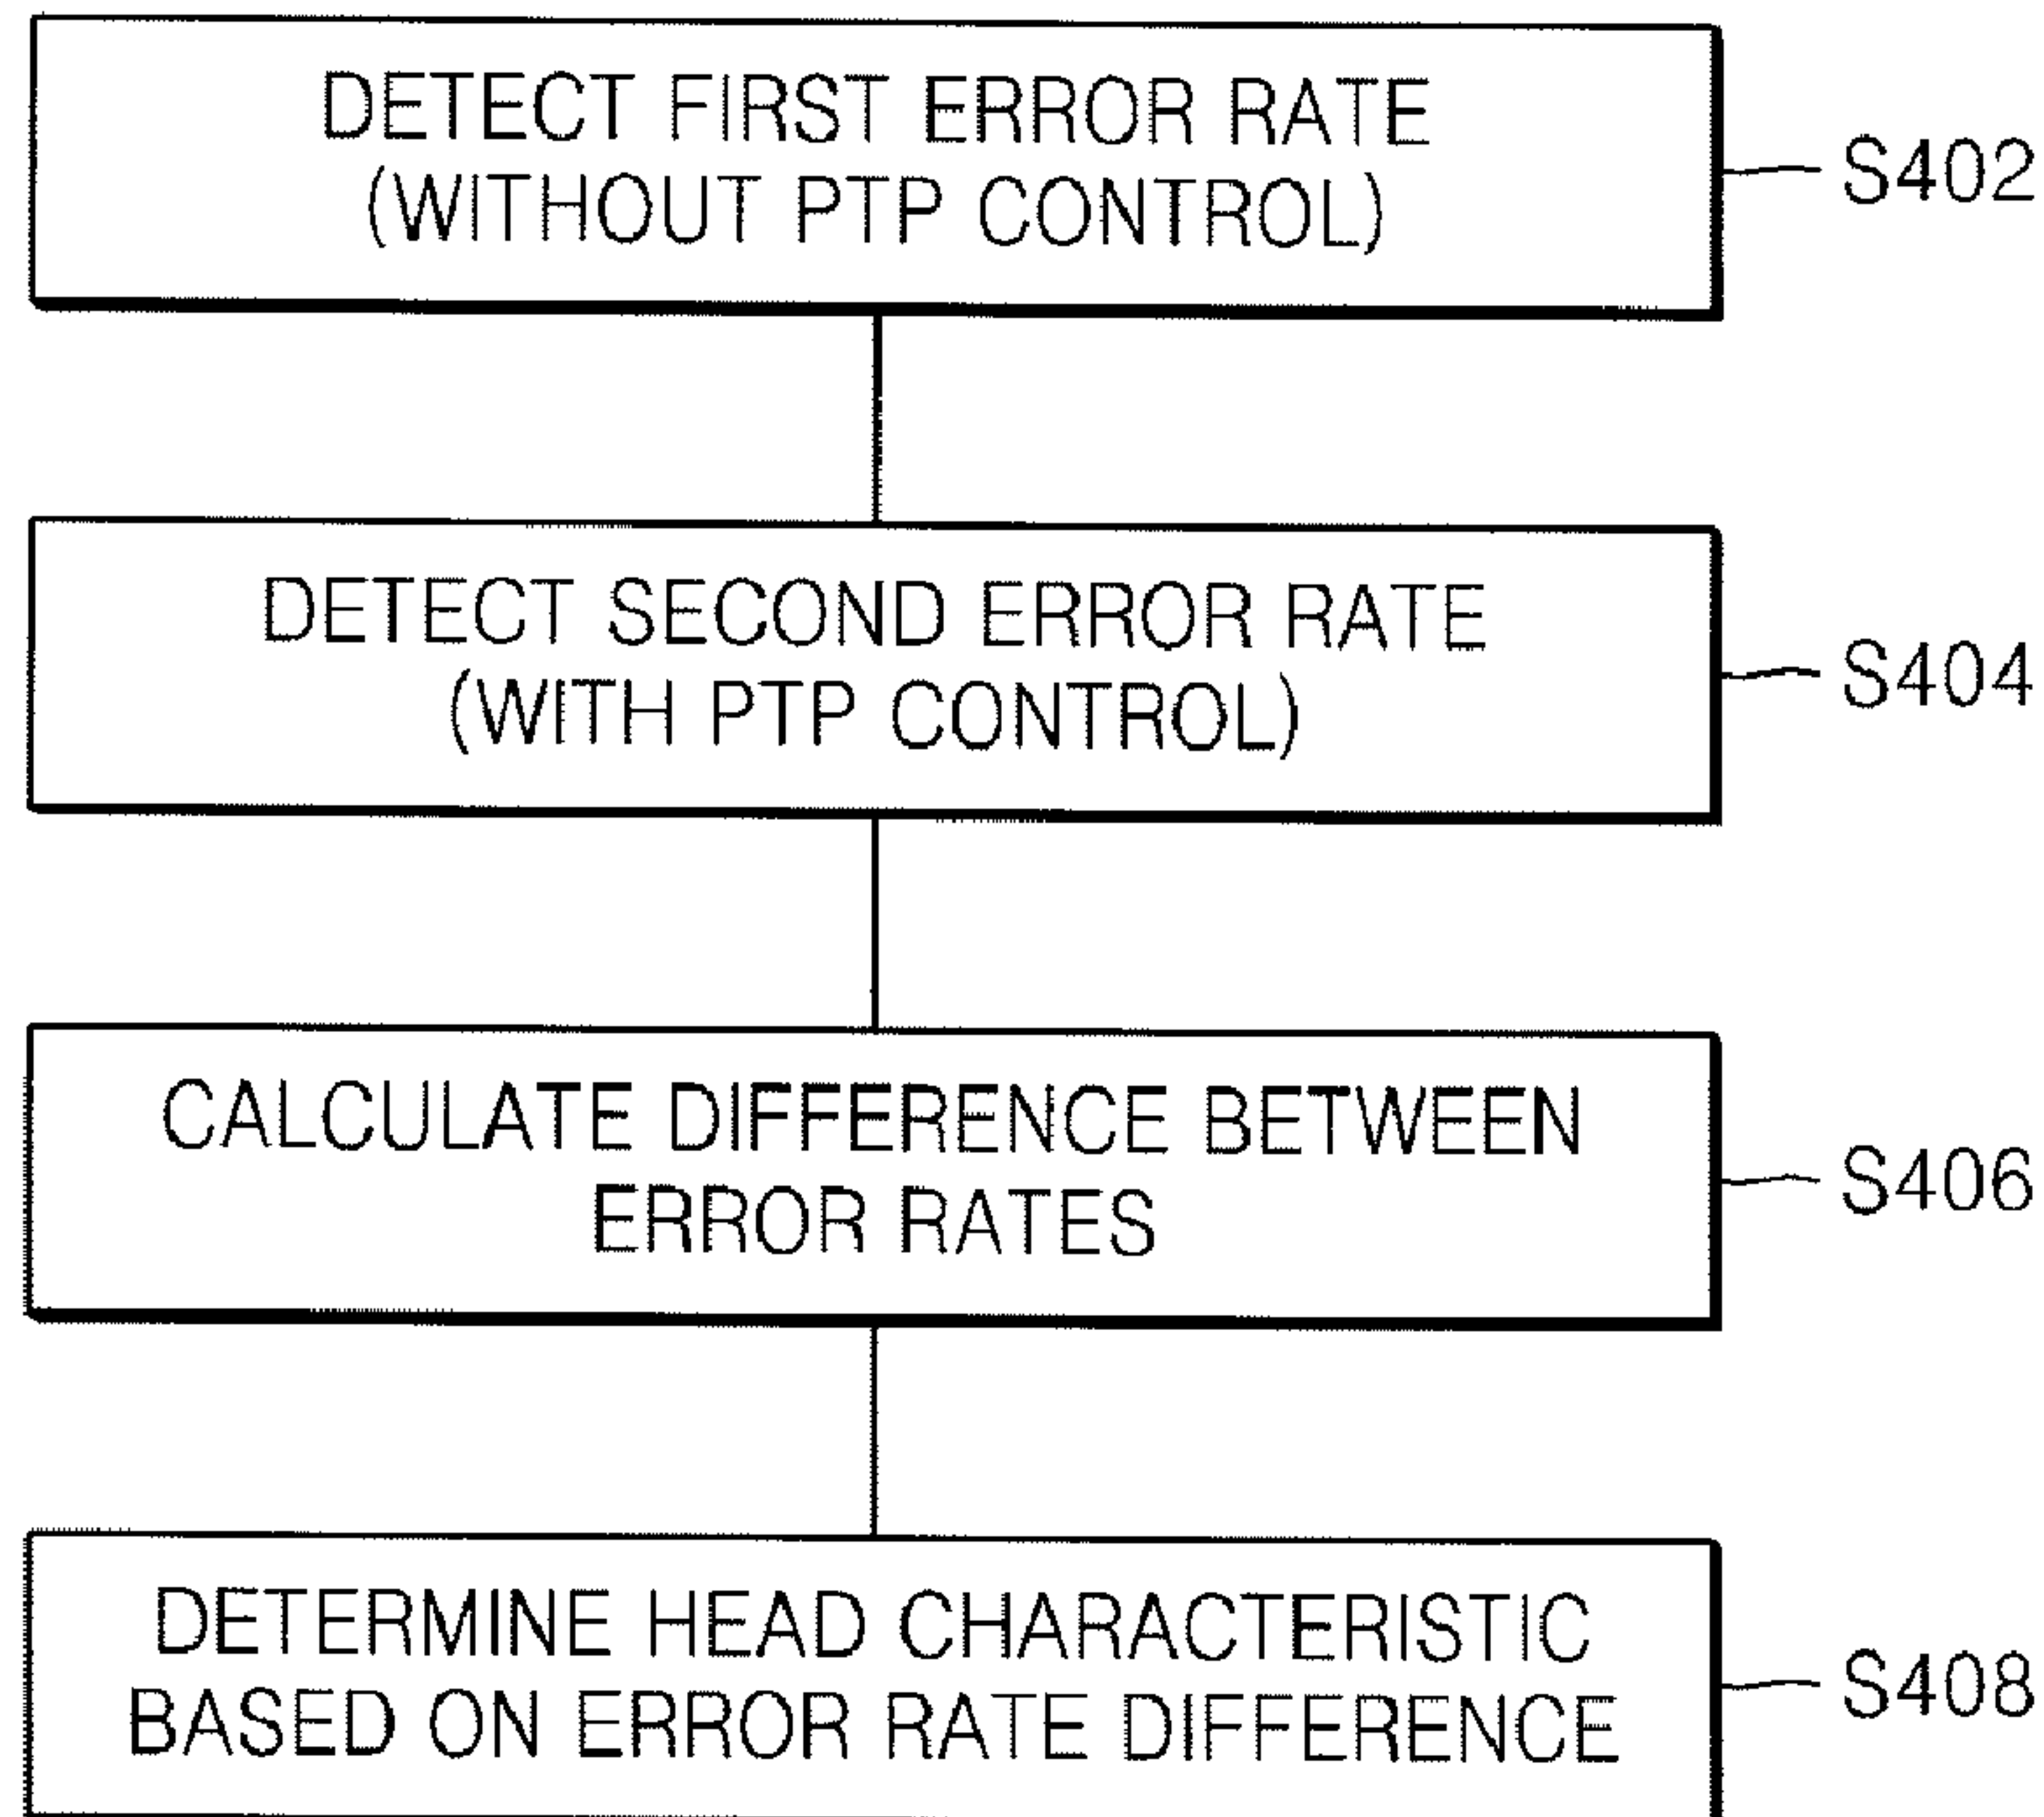 DETECT FIRST ERROR RATE
(WITHOUT PTP CONTROL)
S402
DETECT SECOND ERROR RATE
(WITH PTP CONTROL)
S404
CALCULATE DIFFERENCE BETWEEN
ERROR RATES
S406
DETERMINE HEAD CHARACTERISTIC
BASED ON ERROR RATE DIFFERENCE
S408